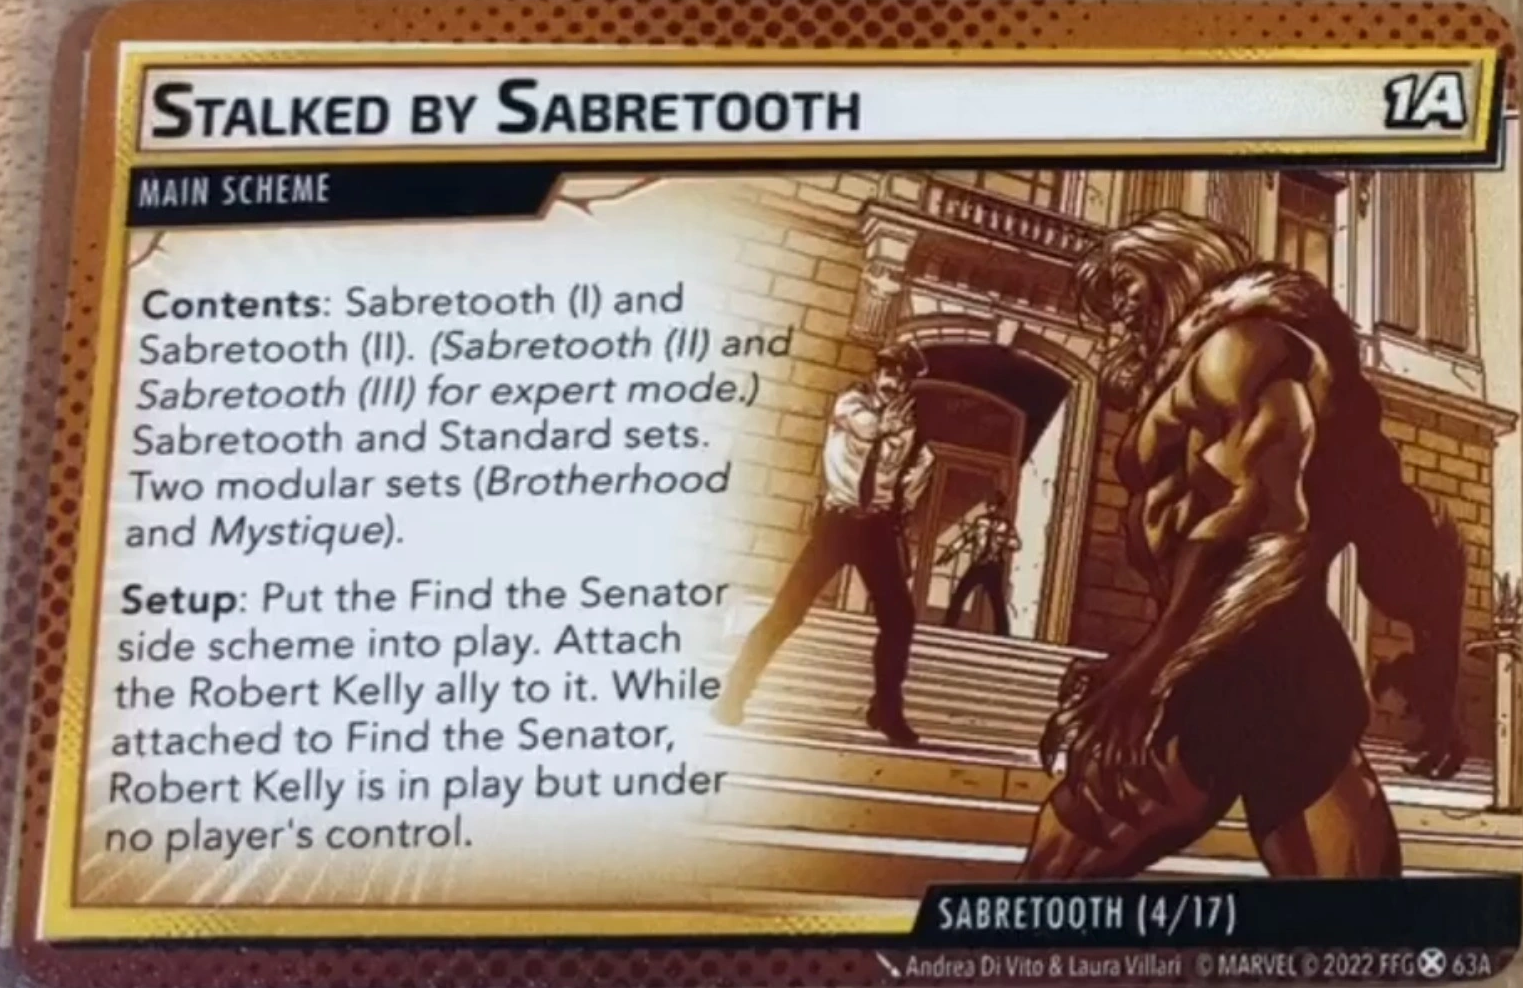 STALKED BY SABRETOOTH 1A
MAIN SCHEME
Contents: Sabretooth (I) and
Sabretooth (II). (Sabretooth (II) and
Sabretooth (III) for expert mode.)
Sabretooth and Standard sets.
Two modular sets (Brotherhood
and Mystique).
Setup: Put the Find the Senator
side scheme into play. Attach
the Robert Kelly ally to it. While
attached to Find the Senator,
Robert Kelly is in play but under
no player's control.
SABRETOOTH (4/17)
Andrea Di Vito & Laura Villari © MARVEL © 2022 FFG 63A